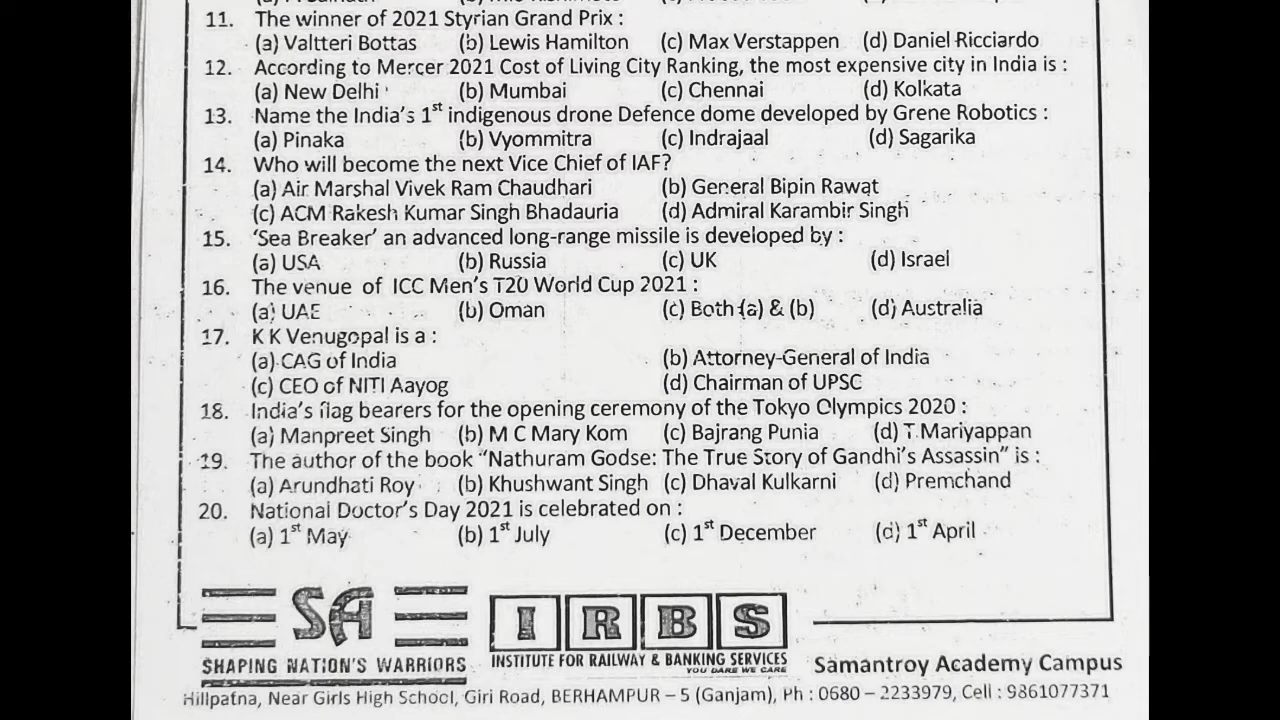 11. The winner of 2021 Styrian Grand Prix :
(a) Valtteri Bottas (b) Lewis Hamilton (c) Max Verstappen (d) Daniel Ricciardo
12. According to Mercer 2021 Cost of Living City Ranking, the most expensive city in India is :
(a) New Delhi (b) Mumbai (c) Chennai (d) Kolkata
13. Name the India's 1st indigenous drone Defence dome developed by Grene Robotics :
(a) Pinaka (b) Vyommitra (c) Indrajaal (d) Sagarika
14. Who will become the next Vice Chief of IAF?
(a) Air Marshal Vivek Ram Chaudhari (b) General Bipin Rawat
(c) ACM Rakesh Kumar Singh Bhadauria (d) Admiral Karambir Singh
15. 'Sea Breaker' an advanced long-range missile is developed by :
(a) USA (b) Russia (c) UK (d) Israel
16. The venue of ICC Men's T20 World Cup 2021 :
(a) UAE (b) Oman (c) Both (a) & (b) (d) Australia
17. K K Venugopal is a :
(a) CAG of India (b) Attorney-General of India
(c) CEO of NITI Aayog (d) Chairman of UPSC
18. India's flag bearers for the opening ceremony of the Tokyo Olympics 2020 :
(a) Manpreet Singh (b) M C Mary Kom (c) Bajrang Punia (d) T Mariyappan
19. The author of the book "Nathuram Godse: The True Story of Gandhi's Assassin" is :
(a) Arundhati Roy (b) Khushwant Singh (c) Dhaval Kulkarni (d) Premchand
20. National Doctor's Day 2021 is celebrated on :
(a) 1st May (b) 1st July (c) 1st December (d) 1st April
SA
SHAPING NATION'S WARRIORS
IRBS
INSTITUTE FOR RAILWAY & BANKING SERVICES
YOU DARE WE CARE
Samantroy Academy Campus
Hillpatna, Near Girls High School, Giri Road, BERHAMPUR – 5 (Ganjam), Ph : 0680 – 2233979, Cell : 9861077371